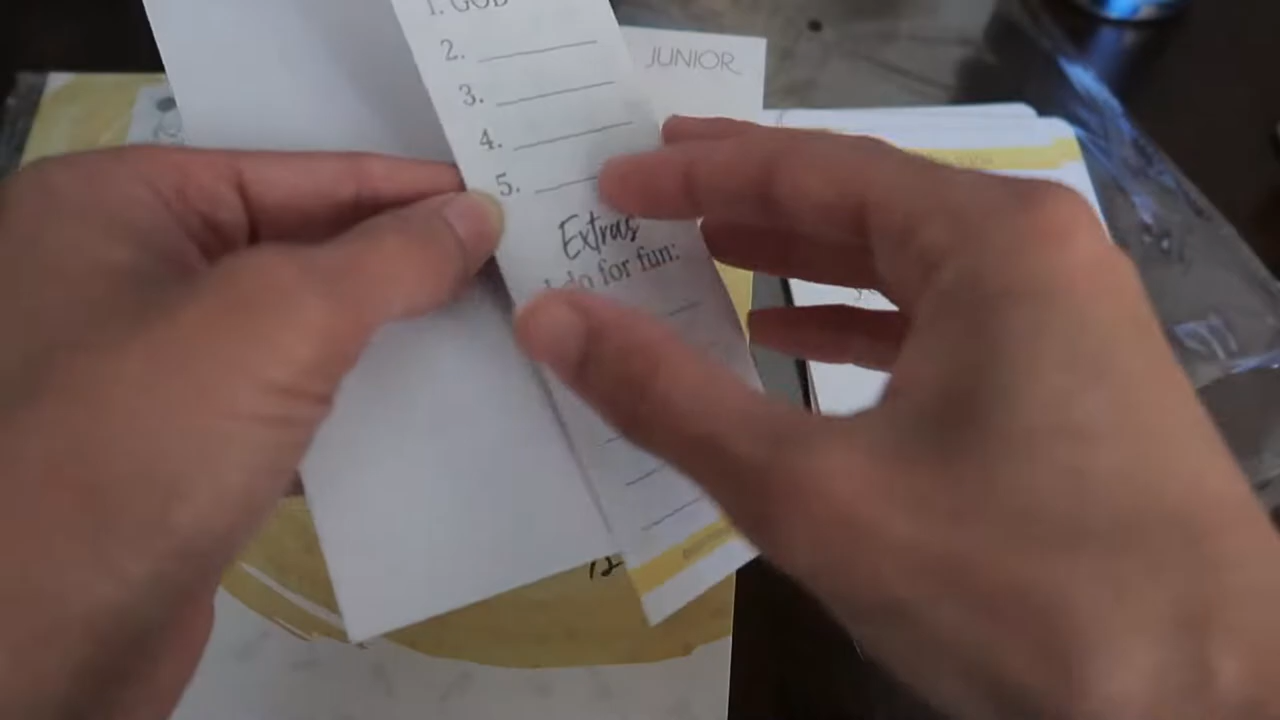 1. GOD
2.
3.
4.
5.
Extras
I do for fun:
JUNIOR
12